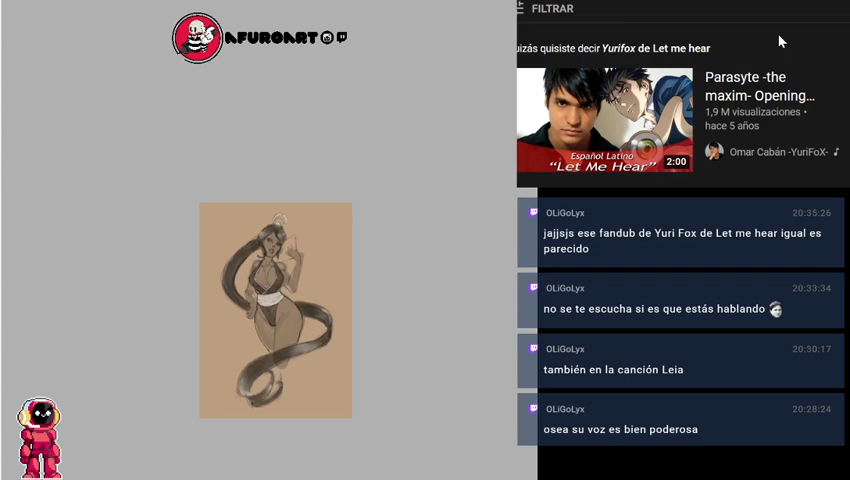 AFUROART
FILTRAR
uizás quisiste decir Yurifox de Let me hear
Parasyte -the
maxim- Opening...
1,9 M visualizaciones •
hace 5 años
Omar Cabán -YuriFoX-
Español Latino
"Let Me Hear"
2:00
OLiGoLyx 20:35:26
jajjsjs ese fandub de Yuri Fox de Let me hear igual es
parecido
OLiGoLyx 20:33:34
no se te escucha si es que estás hablando
OLiGoLyx 20:30:17
también en la canción Leia
OLiGoLyx 20:28:24
osea su voz es bien poderosa